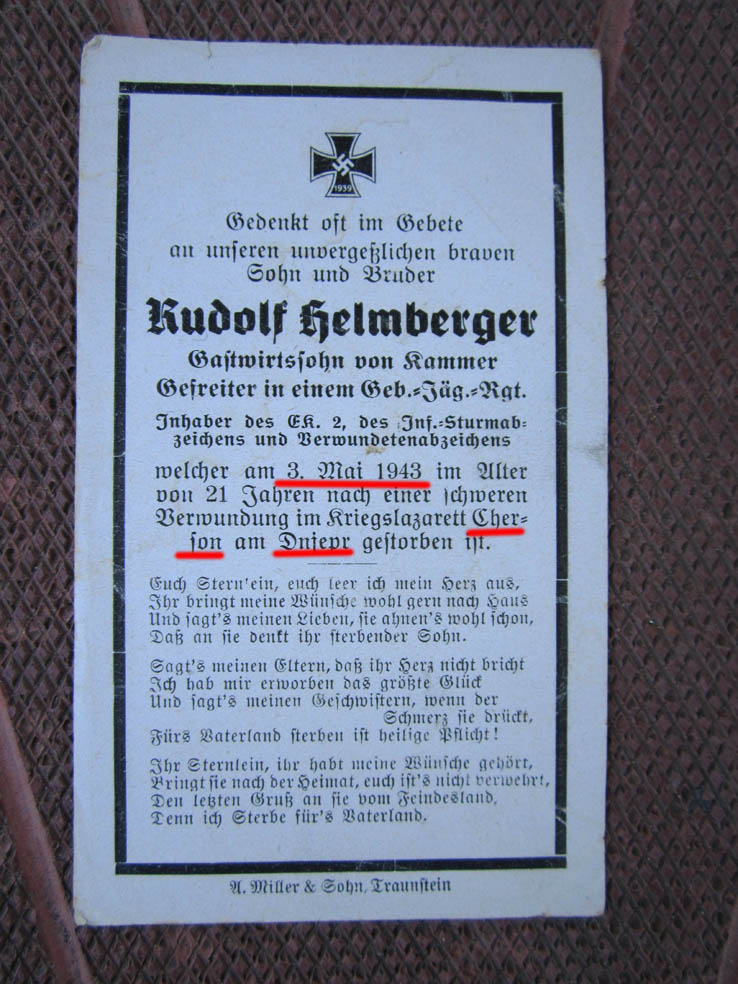 1939
Gedenkt oft im Gebete
an unseren unvergeßlichen braven
Sohn und Bruder
Rudolf Helmberger
Gastwirtssohn von Kammer
Gefreiter in einem Geb.-Jäg.-Rgt.
Inhaber des EK. 2, des Inf.-Sturmab-
zeichens und Verwundetenabzeichens
welcher am 3. Mai 1943 im Alter
von 21 Jahren nach einer schweren
Verwundung im Kriegslazarett Cher-
son am Dnjepr gestorben ist.
Euch Stern'ein, euch leer ich mein Herz aus,
Ihr bringt meine Wünsche wohl gern nach Haus
Und sagt's meinen Lieben, sie ahnen's wohl schon,
Daß an sie denkt ihr sterbender Sohn.
Sagt's meinen Eltern, daß ihr Herz nicht bricht
Ich hab mir erworben das größte Glück
Und sagt's meinen Geschwistern, wenn der
Schmerz sie drückt,
Fürs Vaterland sterben ist heilige Pflicht!
Ihr Sternlein, ihr habt meine Wünsche gehört,
Bringt sie nach der Heimat, euch ist's nicht verwehrt,
Den letzten Gruß an sie vom Feindesland,
Denn ich Sterbe für's Vaterland.
A. Miller & Sohn, Traunstein